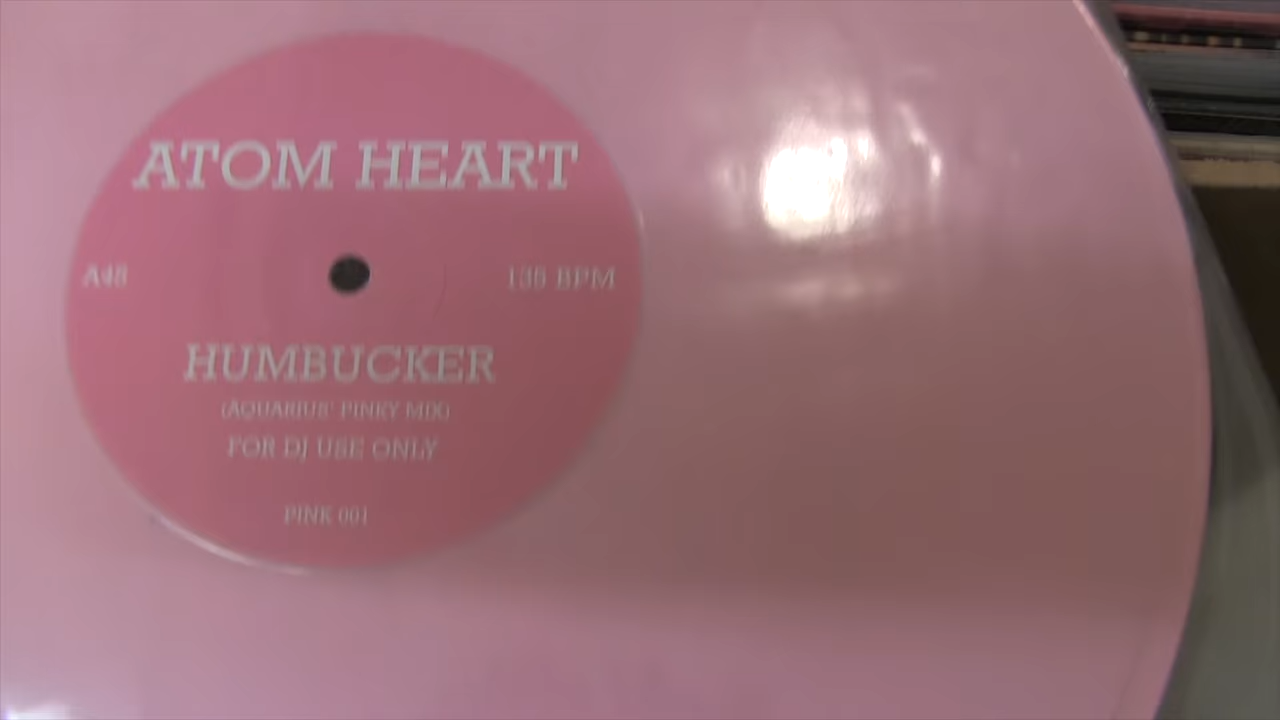 ATOM HEART
A45 135 BPM
HUMBUCKER
(AQUARIUS' PINKY MIX)
FOR DJ USE ONLY
PINK 001